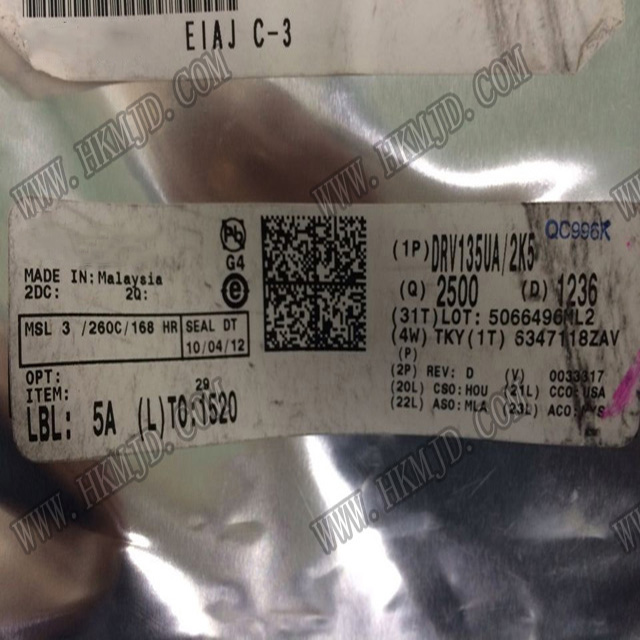 EIAJ C-3
Pb
G4
e
MADE IN: Malaysia
2DC: 2Q:
MSL 3 /260C/168 HR
SEAL DT
10/04/12
OPT:
ITEM: 29
LBL: 5A (L)TO:1520
(1P) DRV135UA/2K5
QC996K
(Q) 2500 (D) 1236
(31T)LOT: 5066496ML2
(4W) TKY(1T) 6347118ZAV
(P)
(2P) REV: D (V) 0033317
(20L) CSO:HOU (21L) CCO:USA
(22L) ASO:MLA (23L) ACO:
WWW.HKMJD.COM
WWW.HKMJD.COM
WWW.HKMJD.COM
WWW.HKMJD.COM
WWW.HKMJD.COM